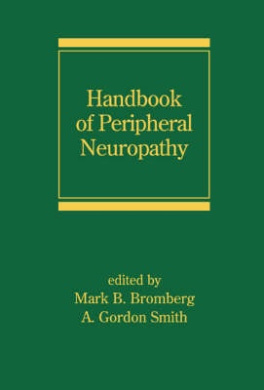 Handbook
of Peripheral
Neuropathy
edited by
Mark B. Bromberg
A. Gordon Smith